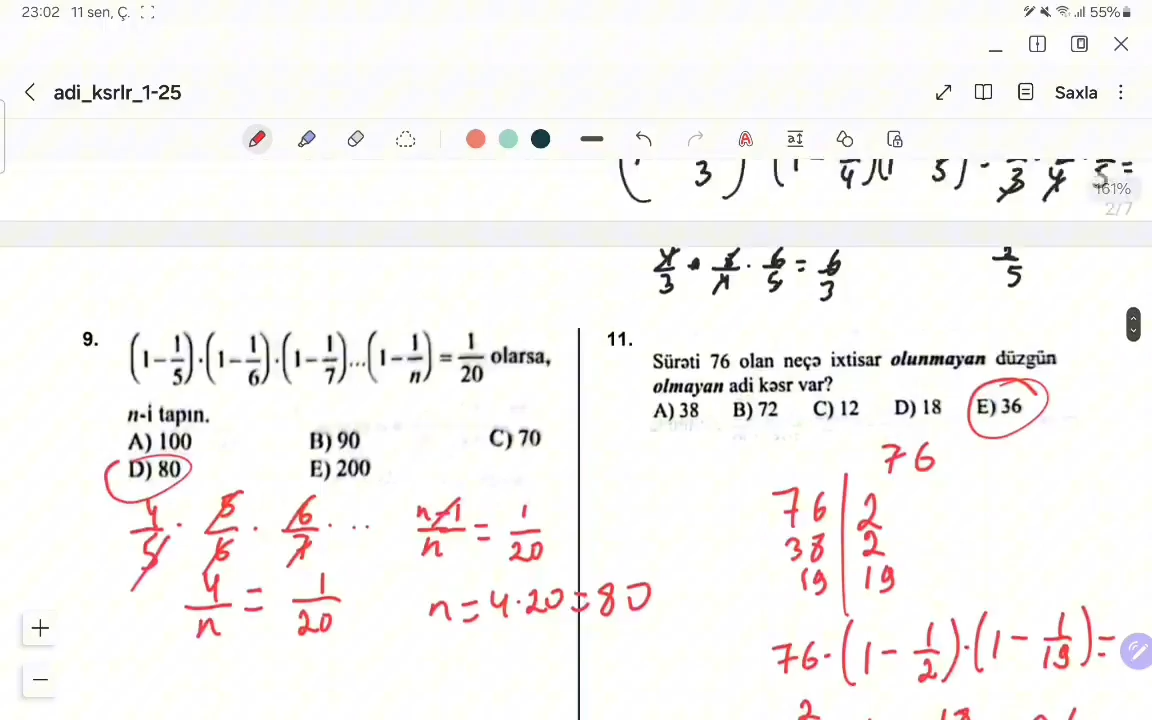 23:02 11 sen, Ç.
55%
adi_ksrlr_1-25
Saxla
161%
2/7
9. (1-1/5)·(1-1/6)·(1-1/7)...(1-1/n)=1/20 olarsa,
n-i tapın.
A) 100 B) 90 C) 70
D) 80 E) 200
4/5 · 5/6 · 6/7 · ·· n-1/n = 1/20
4/n = 1/20 n = 4·20 = 80
11.
Sürəti 76 olan neçə ixtisar olunmayan düzgün
olmayan adi kəsr var?
A) 38 B) 72 C) 12 D) 18 E) 36
76
76 | 2
38 | 2
19 | 19
76·(1-1/2)·(1-1/19)=